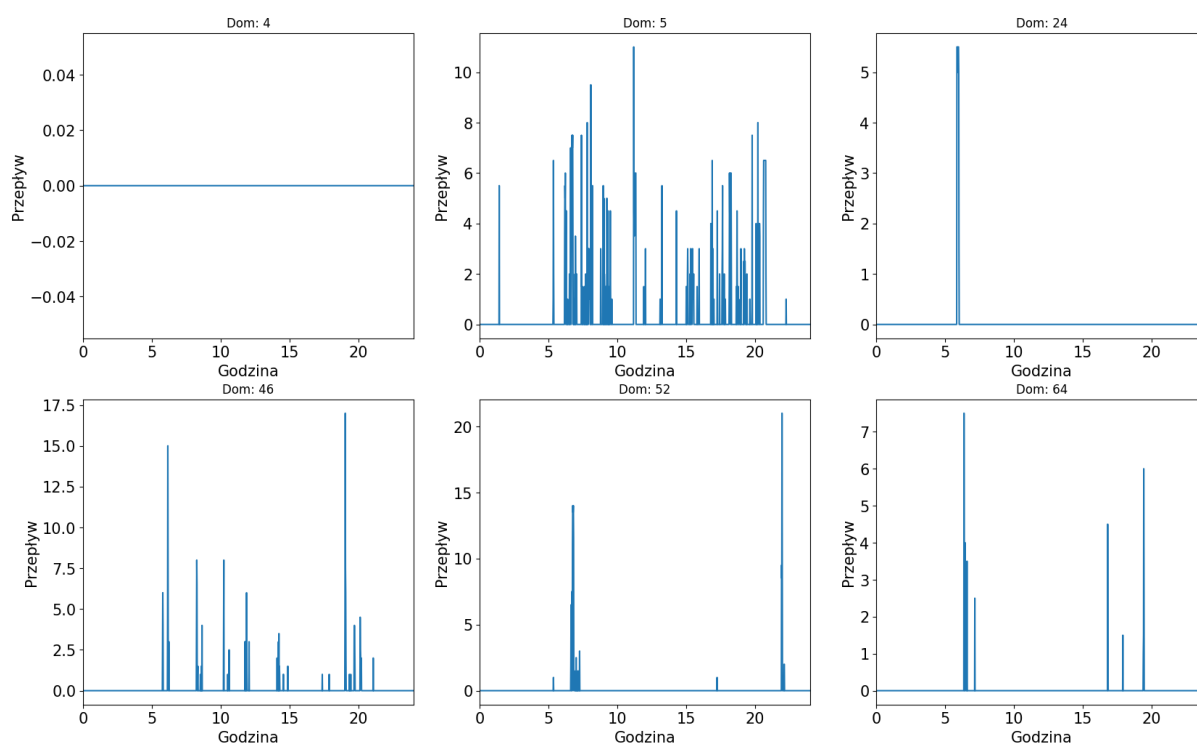 Dom: 4
0.04
0.02
0.00
−0.02
−0.04
Przepływ
0 5 10 15 20
Godzina
Dom: 5
10
8
6
4
2
0
Przepływ
0 5 10 15 20
Godzina
Dom: 24
5
4
3
2
1
0
Przepływ
0 5 10 15 20
Godzina
Dom: 46
17.5
15.0
12.5
10.0
7.5
5.0
2.5
0.0
Przepływ
0 5 10 15 20
Godzina
Dom: 52
20
15
10
5
0
Przepływ
0 5 10 15 20
Godzina
Dom: 64
7
6
5
4
3
2
1
0
Przepływ
0 5 10 15 20
Godzina